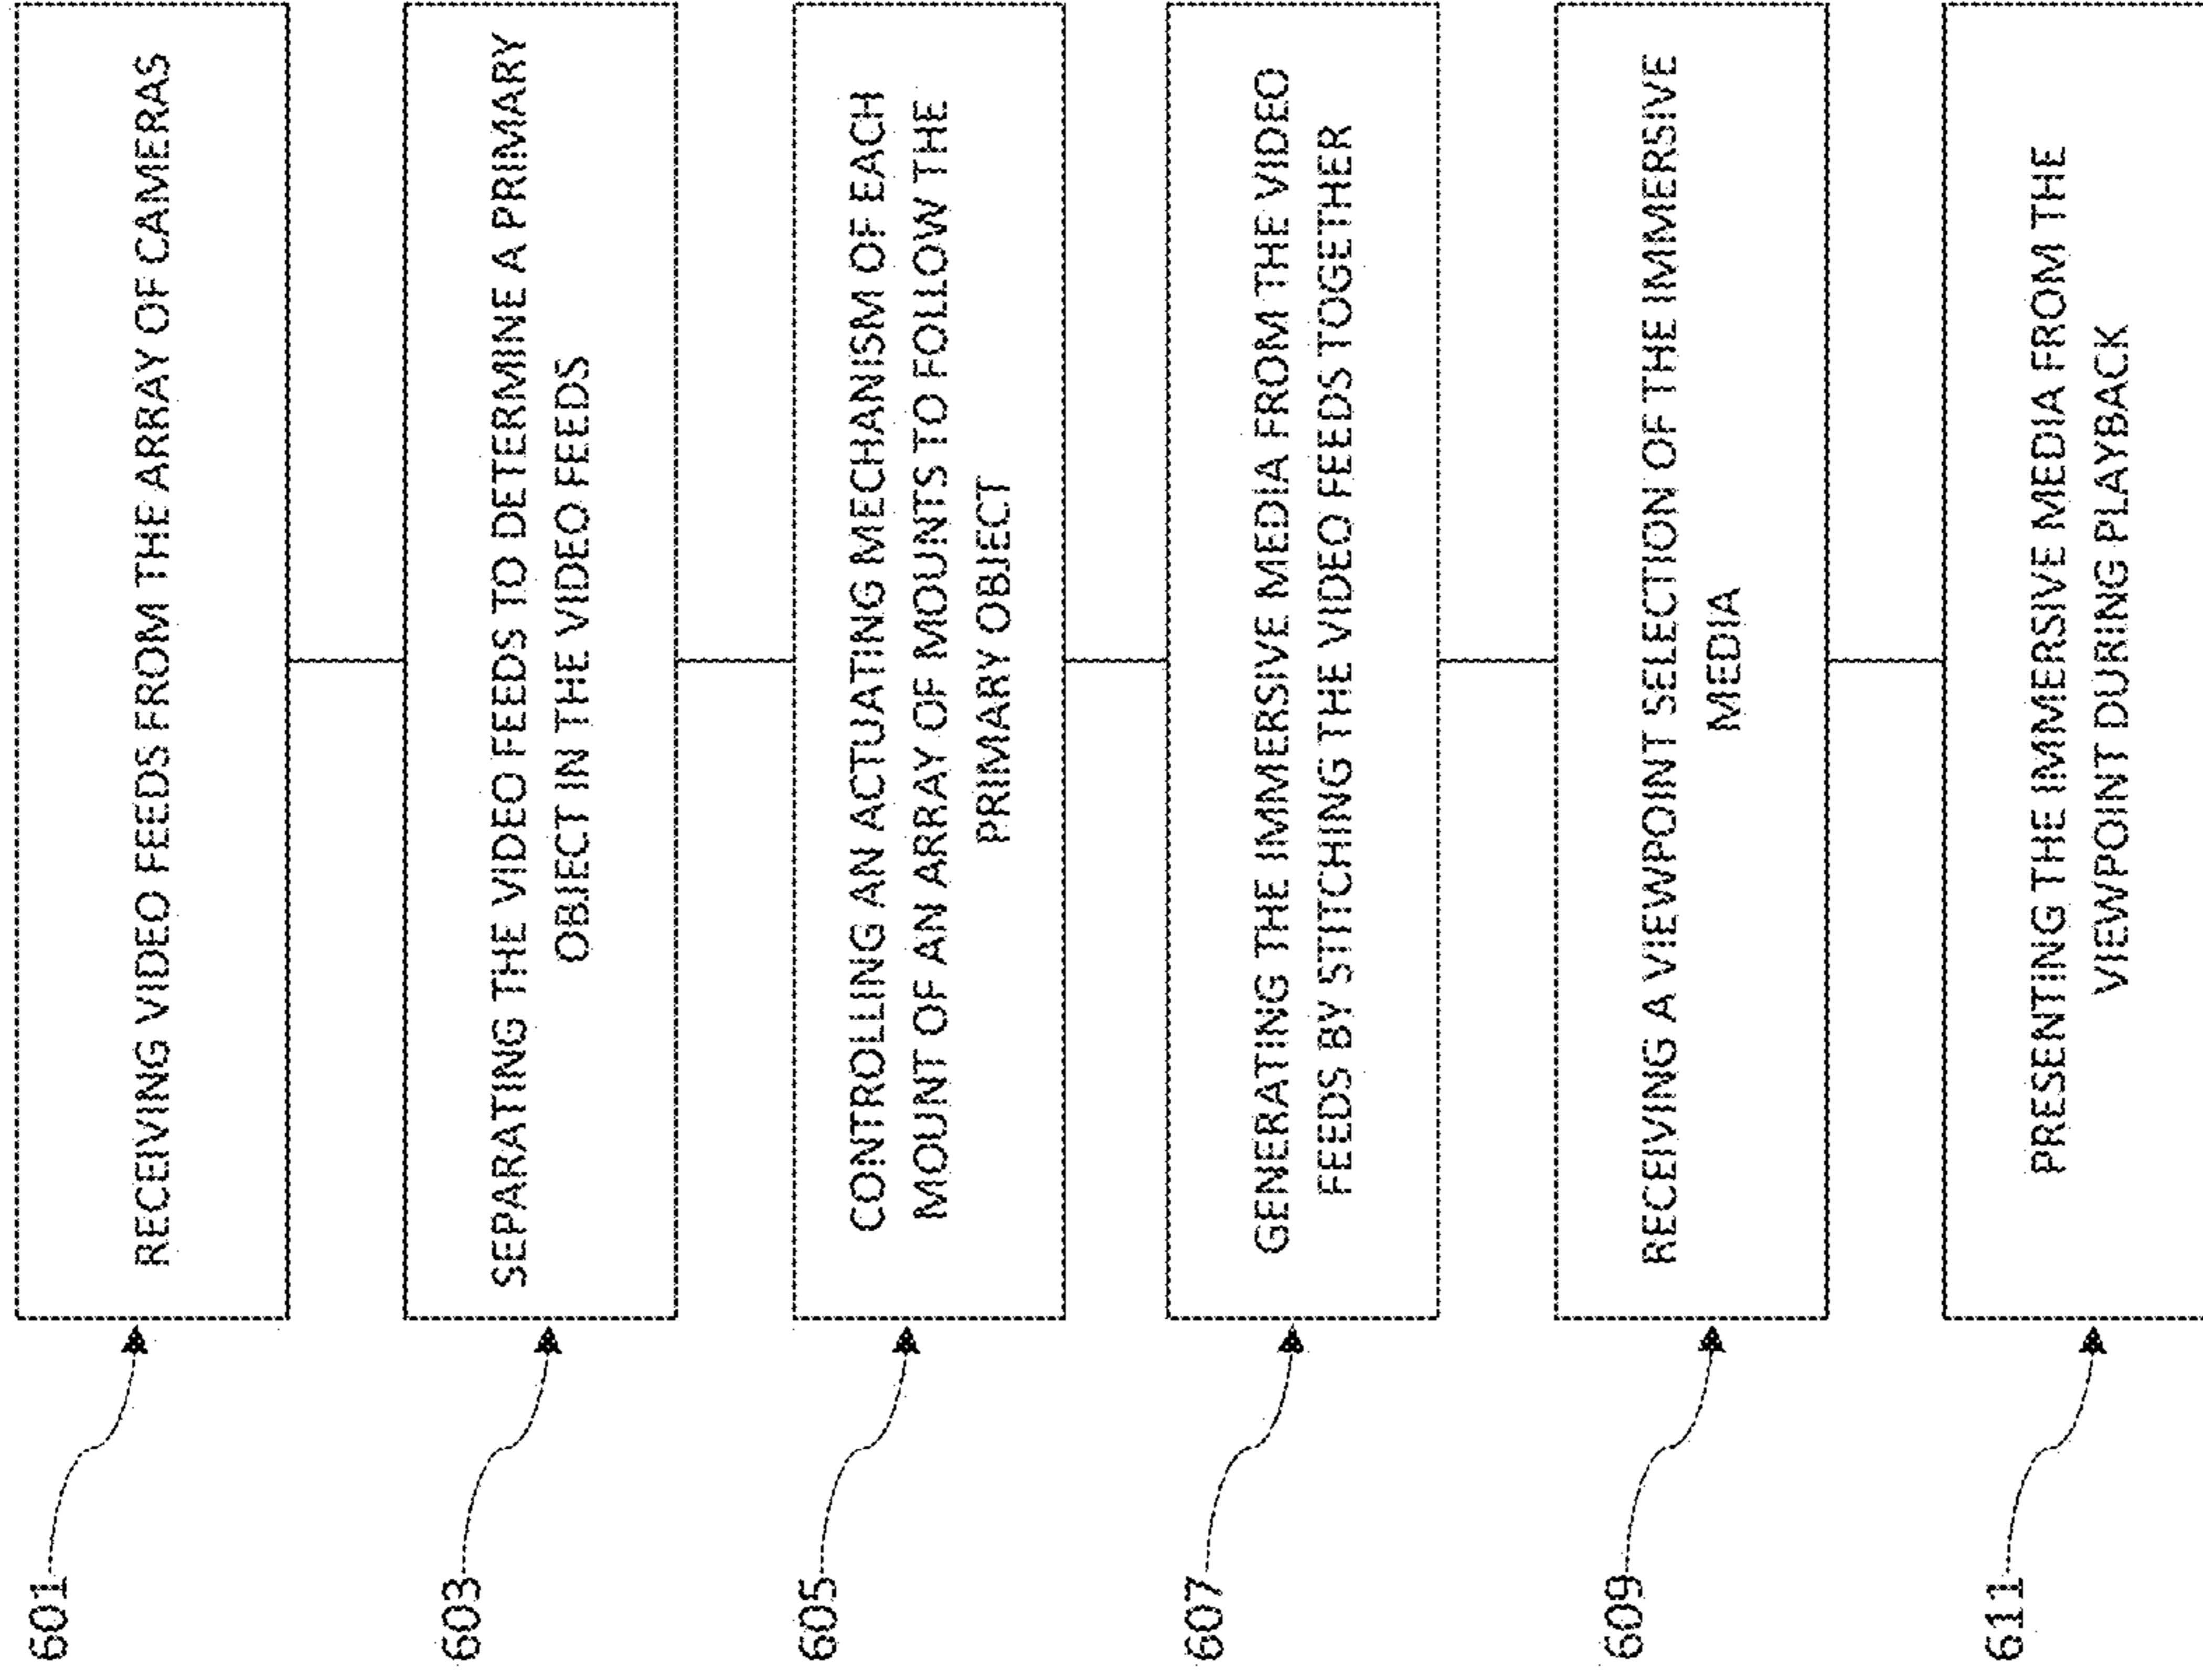 601
RECEIVING VIDEO FEEDS FROM THE ARRAY OF CAMERAS
603
SEPARATING THE VIDEO FEEDS TO DETERMINE A PRIMARY
OBJECT IN THE VIDEO FEEDS
605
CONTROLLING AN ACTUATING MECHANISM OF EACH
MOUNT OF AN ARRAY OF MOUNTS TO FOLLOW THE
PRIMARY OBJECT
607
GENERATING THE IMMERSIVE MEDIA FROM THE VIDEO
FEEDS BY STITCHING THE VIDEO FEEDS TOGETHER
609
RECEIVING A VIEWPOINT SELECTION OF THE IMMERSIVE
MEDIA
611
PRESENTING THE IMMERSIVE MEDIA FROM THE
VIEWPOINT DURING PLAYBACK